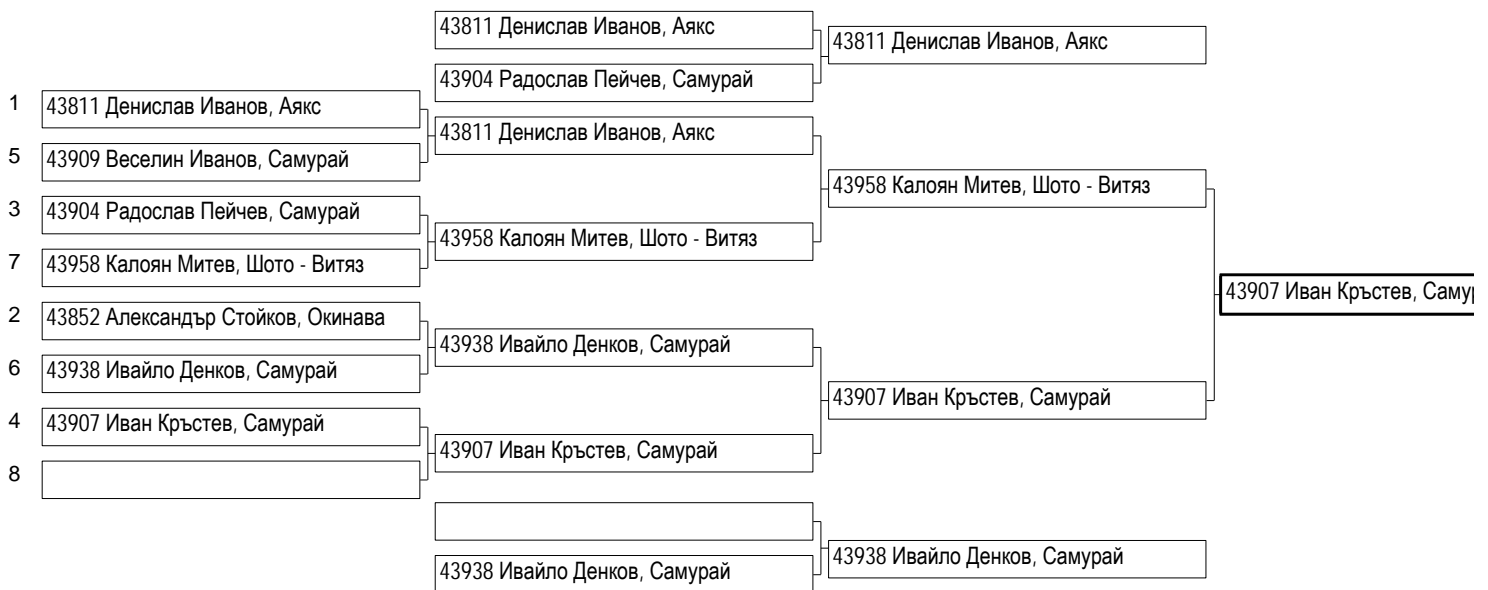 43811 Денислав Иванов, Аякс
43811 Денислав Иванов, Аякс
43904 Радослав Пейчев, Самурай
1 43811 Денислав Иванов, Аякс
43811 Денислав Иванов, Аякс
5 43909 Веселин Иванов, Самурай
43958 Калоян Митев, Шото - Витяз
3 43904 Радослав Пейчев, Самурай
43958 Калоян Митев, Шото - Витяз
7 43958 Калоян Митев, Шото - Витяз
43907 Иван Кръстев,
2 43852 Александър Стойков, Окинава
43938 Ивайло Денков, Самурай
6 43938 Ивайло Денков, Самурай
43907 Иван Кръстев, Самурай
4 43907 Иван Кръстев, Самурай
43907 Иван Кръстев, Самурай
8
43938 Ивайло Денков, Самурай
43938 Ивайло Денков, Самурай